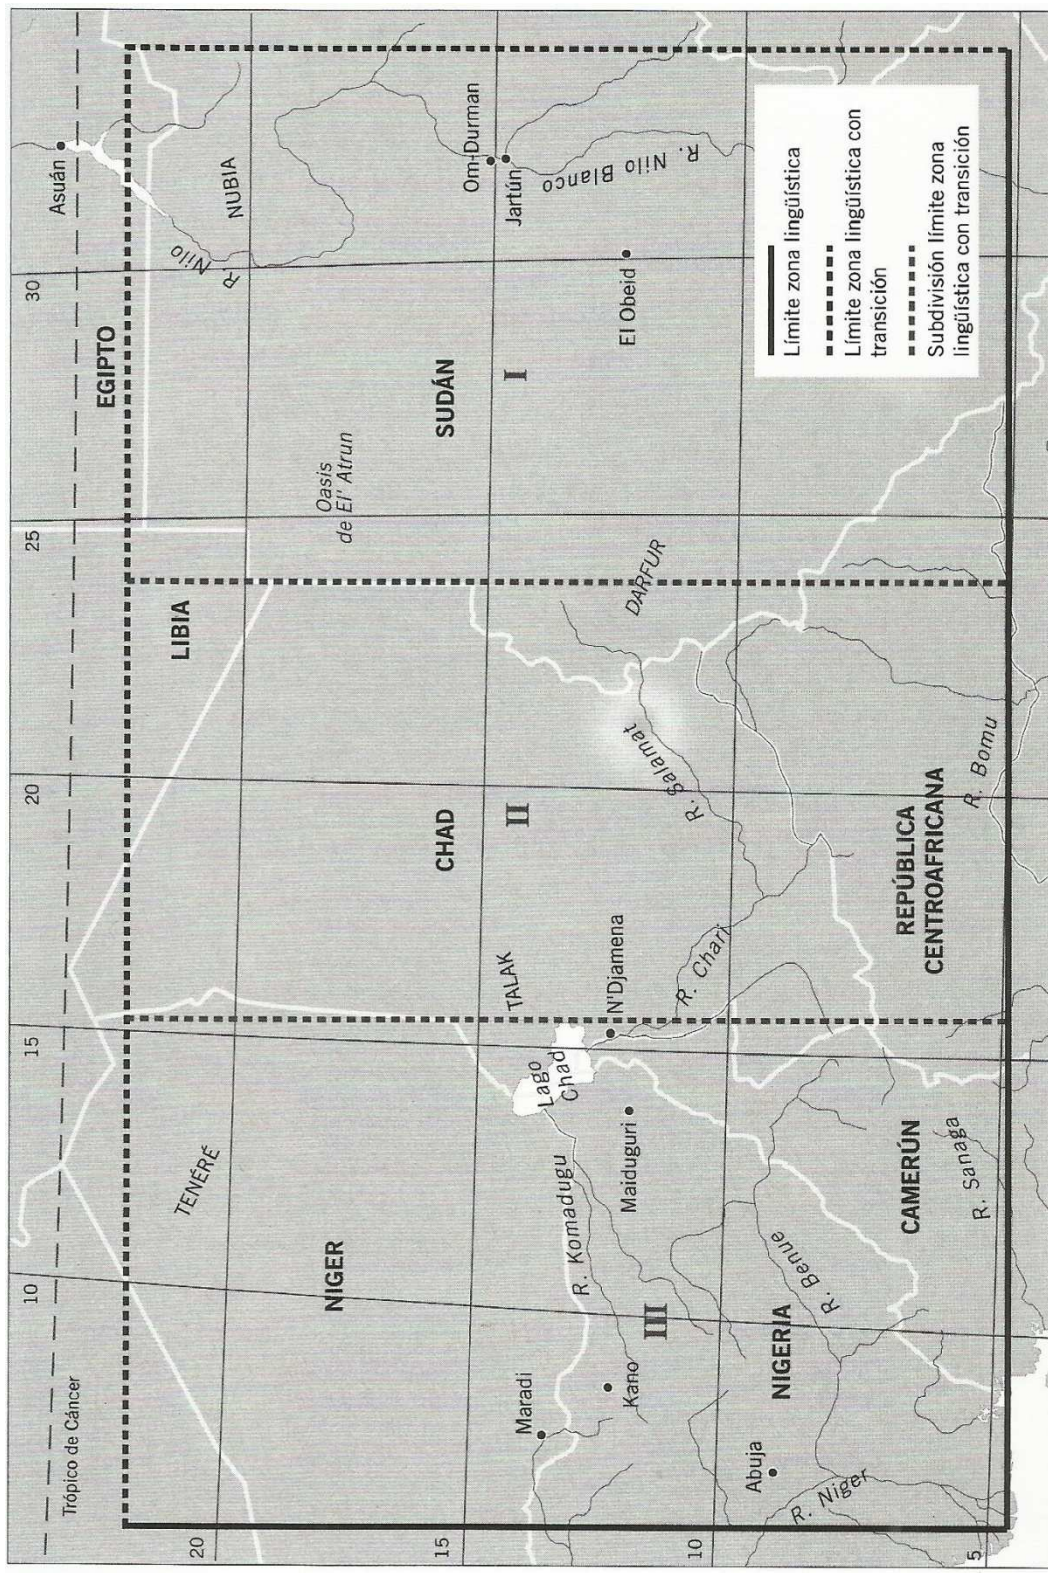 10
15
20
25
30
Trópico de Cáncer
Asuán
EGIPTO
LIBIA
20
TENÉRÉ
R. Nilo
NUBIA
Oasis
de El' Atrun
NIGER
CHAD
SUDÁN
15
Maradi
TALAK
II
I
Om-Durman
Jartún
R. Nilo Blanco
Lago
Chad
N'Djamena
R. Komadugu
Maiduguri
Kano
III
R. Salamat
DARFUR
El Obeid
R. Chari
10
Abuja
NIGERIA
R. Benue
R. Niger
CAMERÚN
R. Sanaga
REPÚBLICA
CENTROAFRICANA
R. Bomu
5
Límite zona lingüística
Límite zona lingüística con
transición
Subdivisión límite zona
lingüística con transición